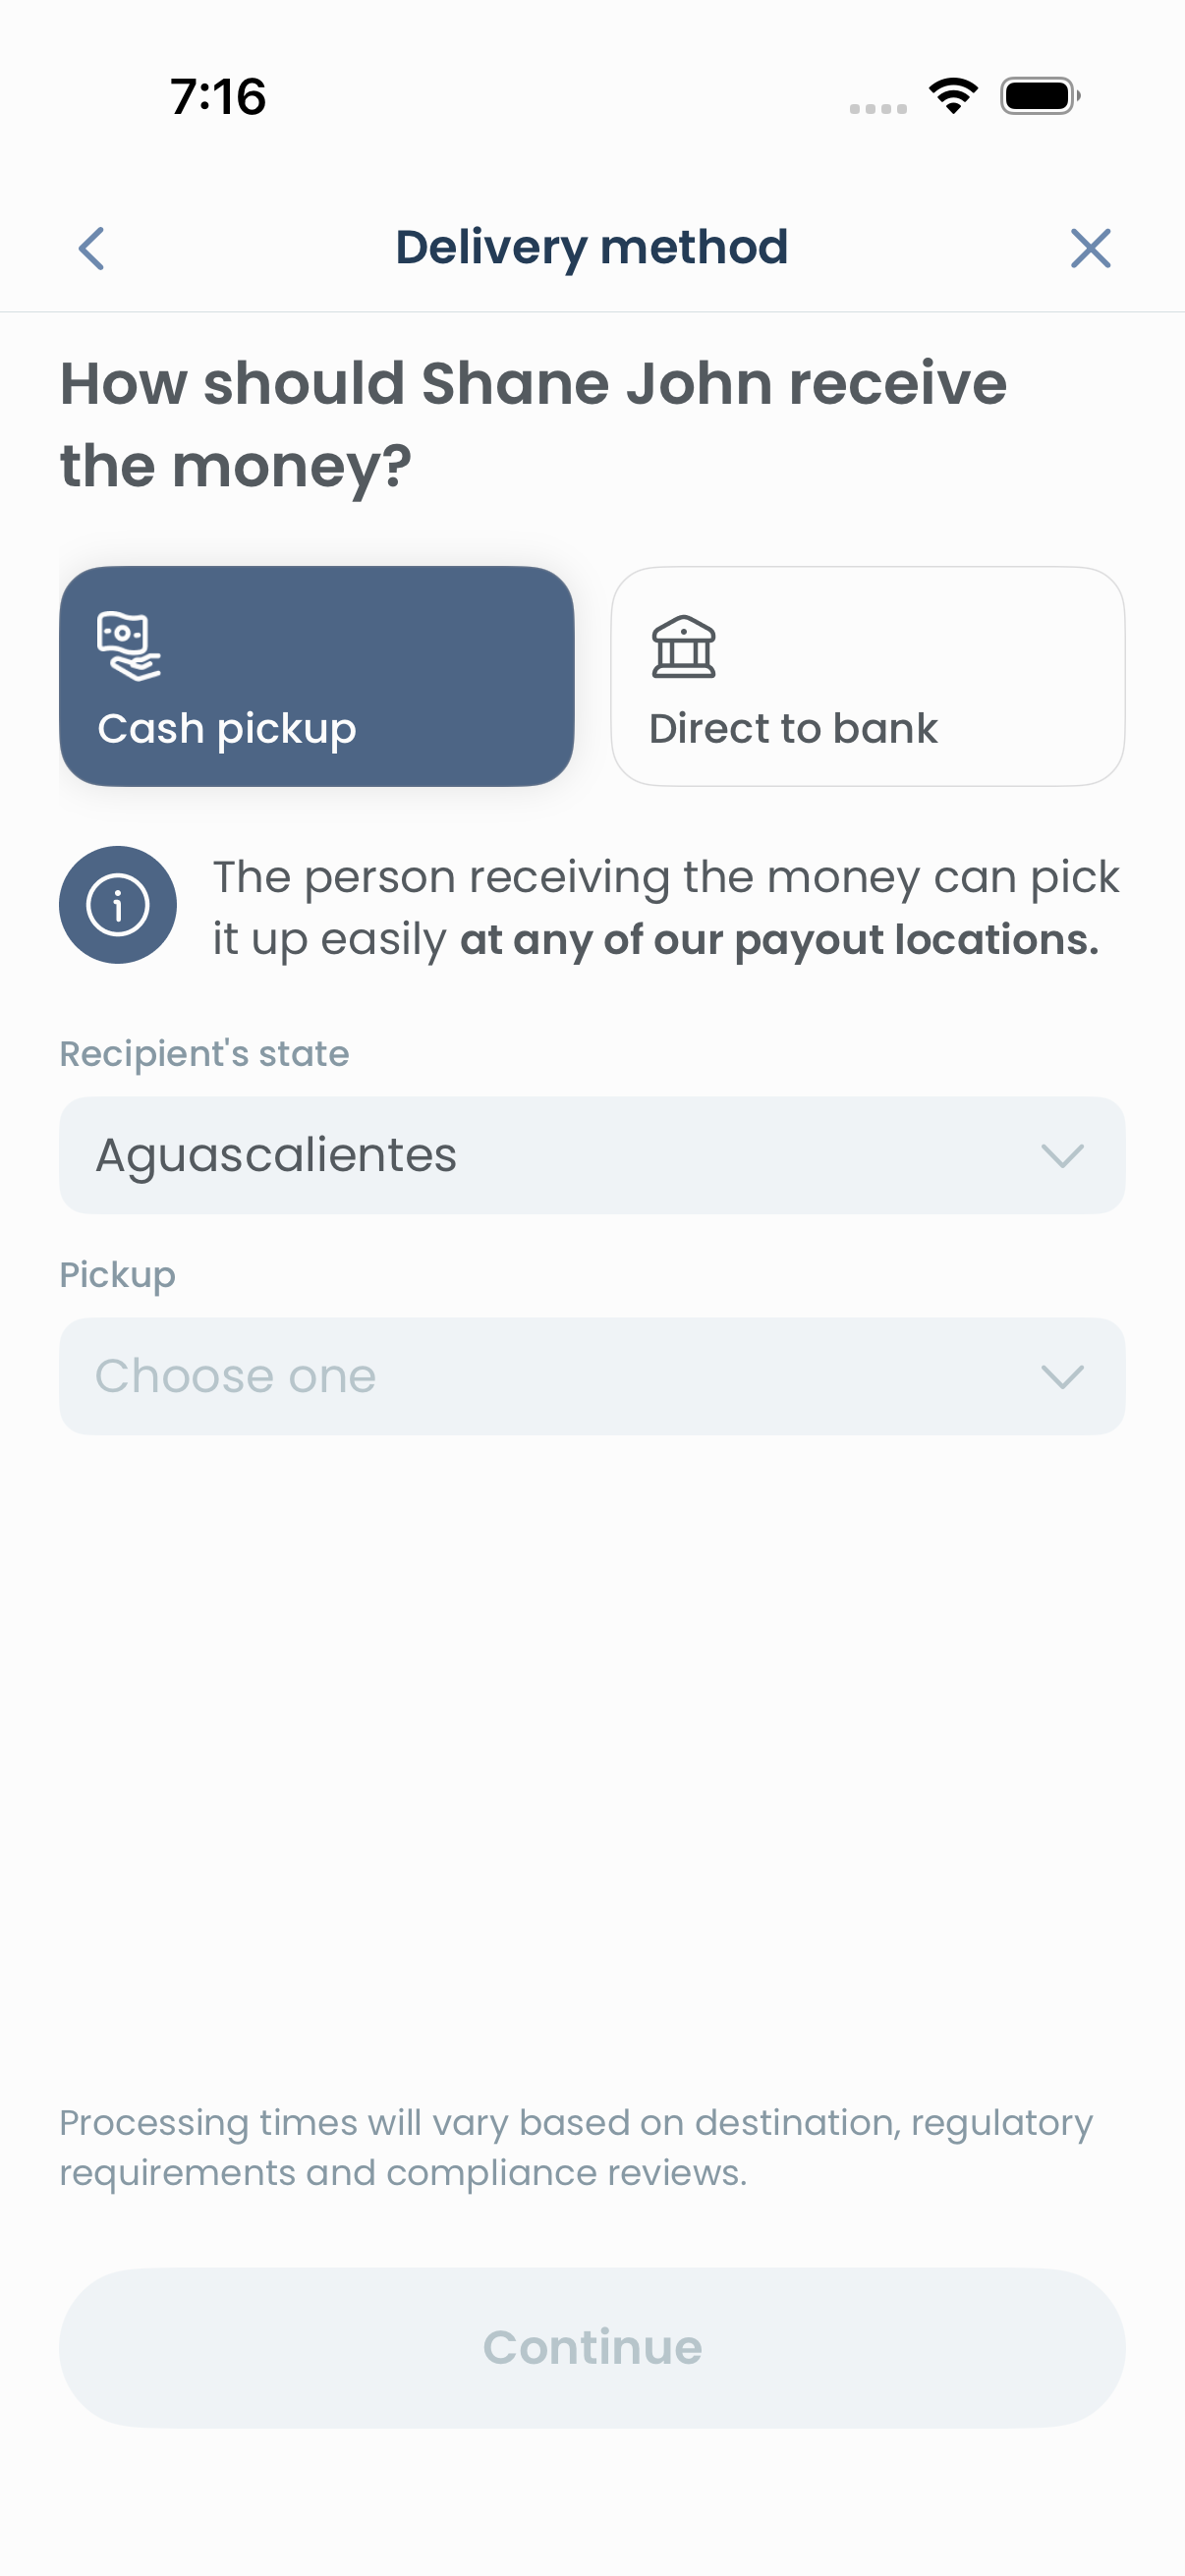 7:16
Delivery method
How should Shane John receive
the money?
Cash pickup
Direct to bank
The person receiving the money can pick
it up easily at any of our payout locations.
Recipient's state
Aguascalientes
Pickup
Choose one
Processing times will vary based on destination, regulatory
requirements and compliance reviews.
Continue